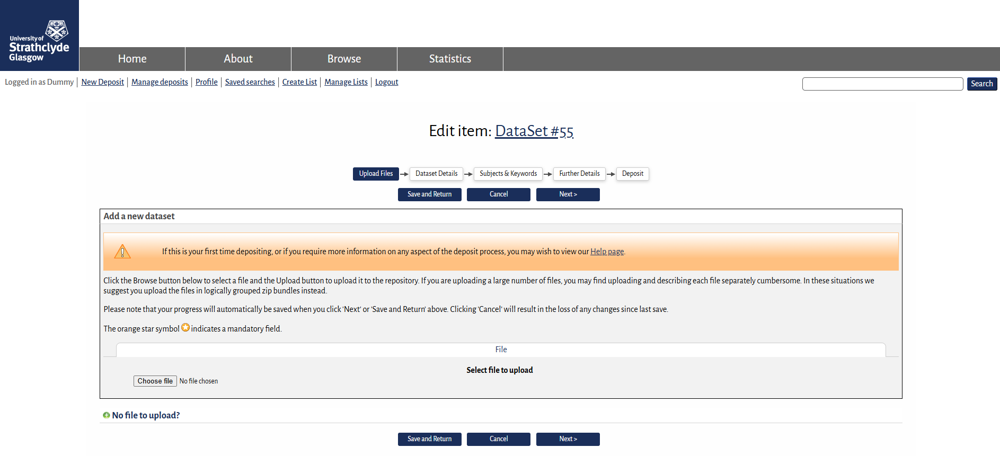 University of
Strathclyde
Glasgow
Home About Browse Statistics
Logged in as Dummy | New Deposit | Manage deposits | Profile | Saved searches | Create List | Manage Lists | Logout Search
Edit item: DataSet #55
Upload Files Dataset Details Subjects & Keywords Further Details Deposit
Save and Return Cancel Next >
Add a new dataset
If this is your first time depositing, or if you require more information on any aspect of the deposit process, you may wish to view our Help page.
Click the Browse button below to select a file and the Upload button to upload it to the repository. If you are uploading a large number of files, you may find uploading and describing each file separately cumbersome. In these situations we
suggest you upload the files in logically grouped zip bundles instead.
Please note that your progress will automatically be saved when you click 'Next' or 'Save and Return' above. Clicking 'Cancel' will result in the loss of any changes since last save.
The orange star symbol indicates a mandatory field.
File
Select file to upload
Choose file No file chosen
No file to upload?
Save and Return Cancel Next >